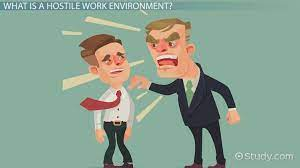 WHAT IS A HOSTILE WORK ENVIRONMENT?
Study.com